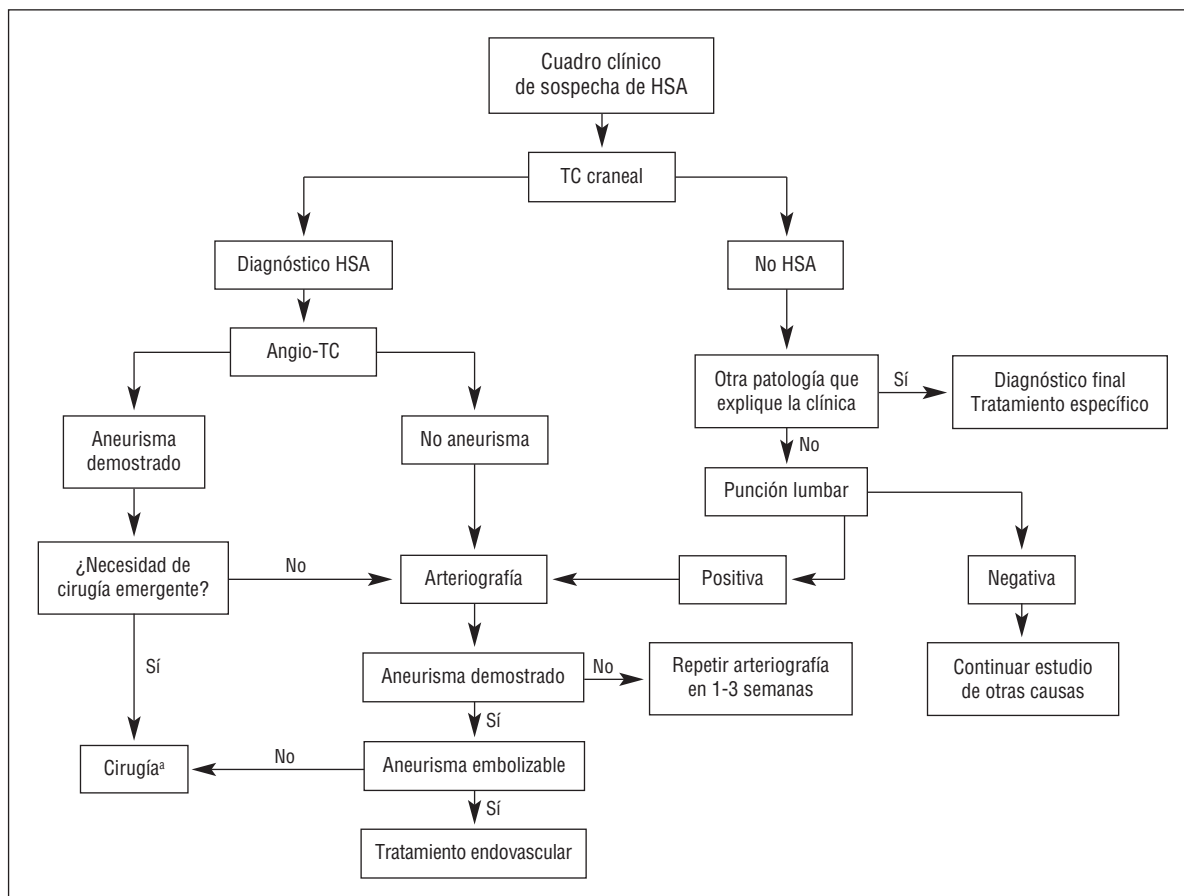 Cuadro clínico
de sospecha de HSA
TC craneal
Diagnóstico HSA
No HSA
Angio-TC
Otra patología que
explique la clínica
Sí
Diagnóstico final
Tratamiento específico
Aneurisma
demostrado
No aneurisma
No
Punción lumbar
¿Necesidad de
cirugía emergente?
No
Arteriografía
Positiva
Negativa
Sí
Aneurisma demostrado
No
Repetir arteriografía
en 1-3 semanas
Continuar estudio
de otras causas
Sí
Cirugíaª
No
Aneurisma embolizable
Sí
Tratamiento endovascular